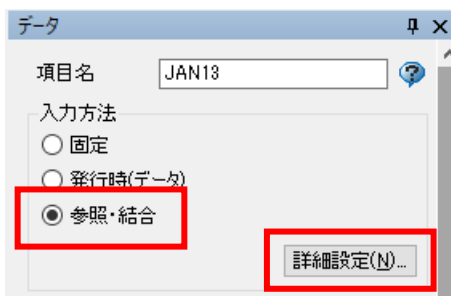 データ
項目名 JAN13
入力方法
固定
発行時(データ)
参照・結合
詳細設定(N)...